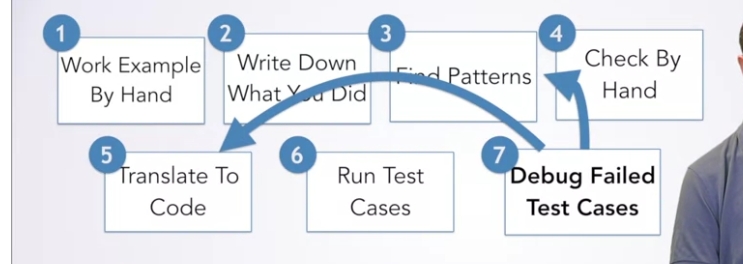 1
Work Example
By Hand
2
Write Down
What You Did
3
Find Patterns
4
Check By
Hand
5
Translate To
Code
6
Run Test
Cases
7
Debug Failed
Test Cases